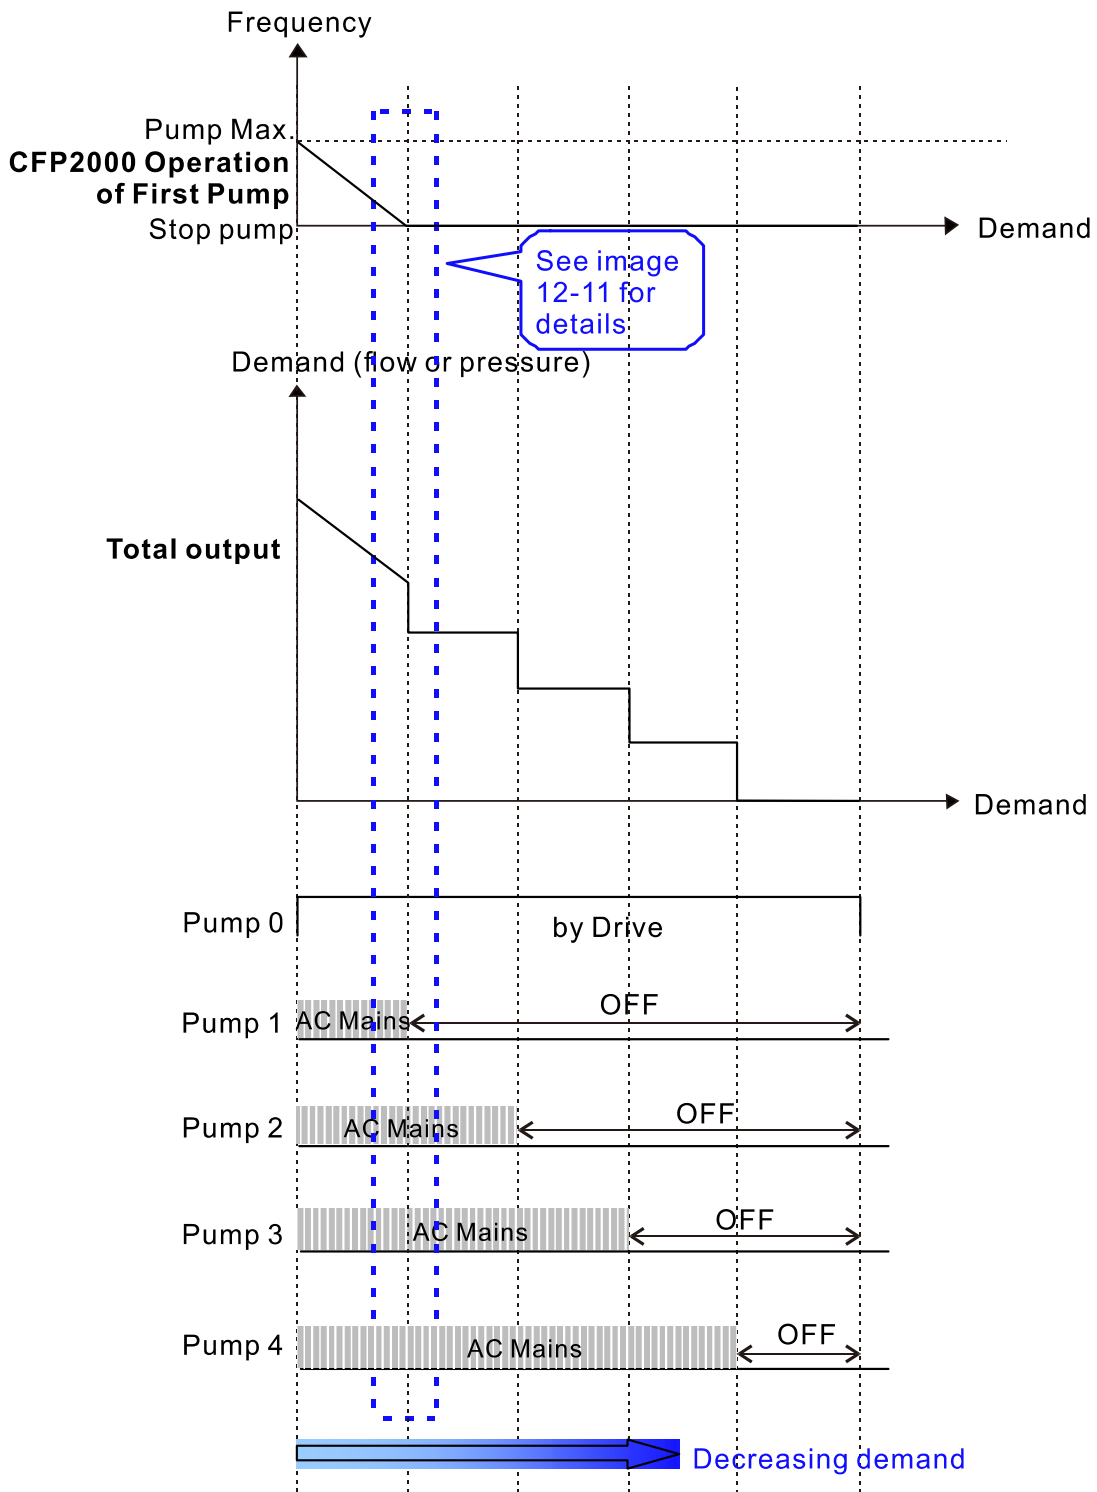 Frequency
Pump Max.
CFP2000 Operation
of First Pump
Stop pump
Demand
See image
12-11 for
details
Demand (flow or pressure)
Total output
Demand
Pump 0
by Drive
Pump 1
AC Mains
OFF
Pump 2
AC Mains
OFF
Pump 3
AC Mains
OFF
Pump 4
AC Mains
OFF
Decreasing demand